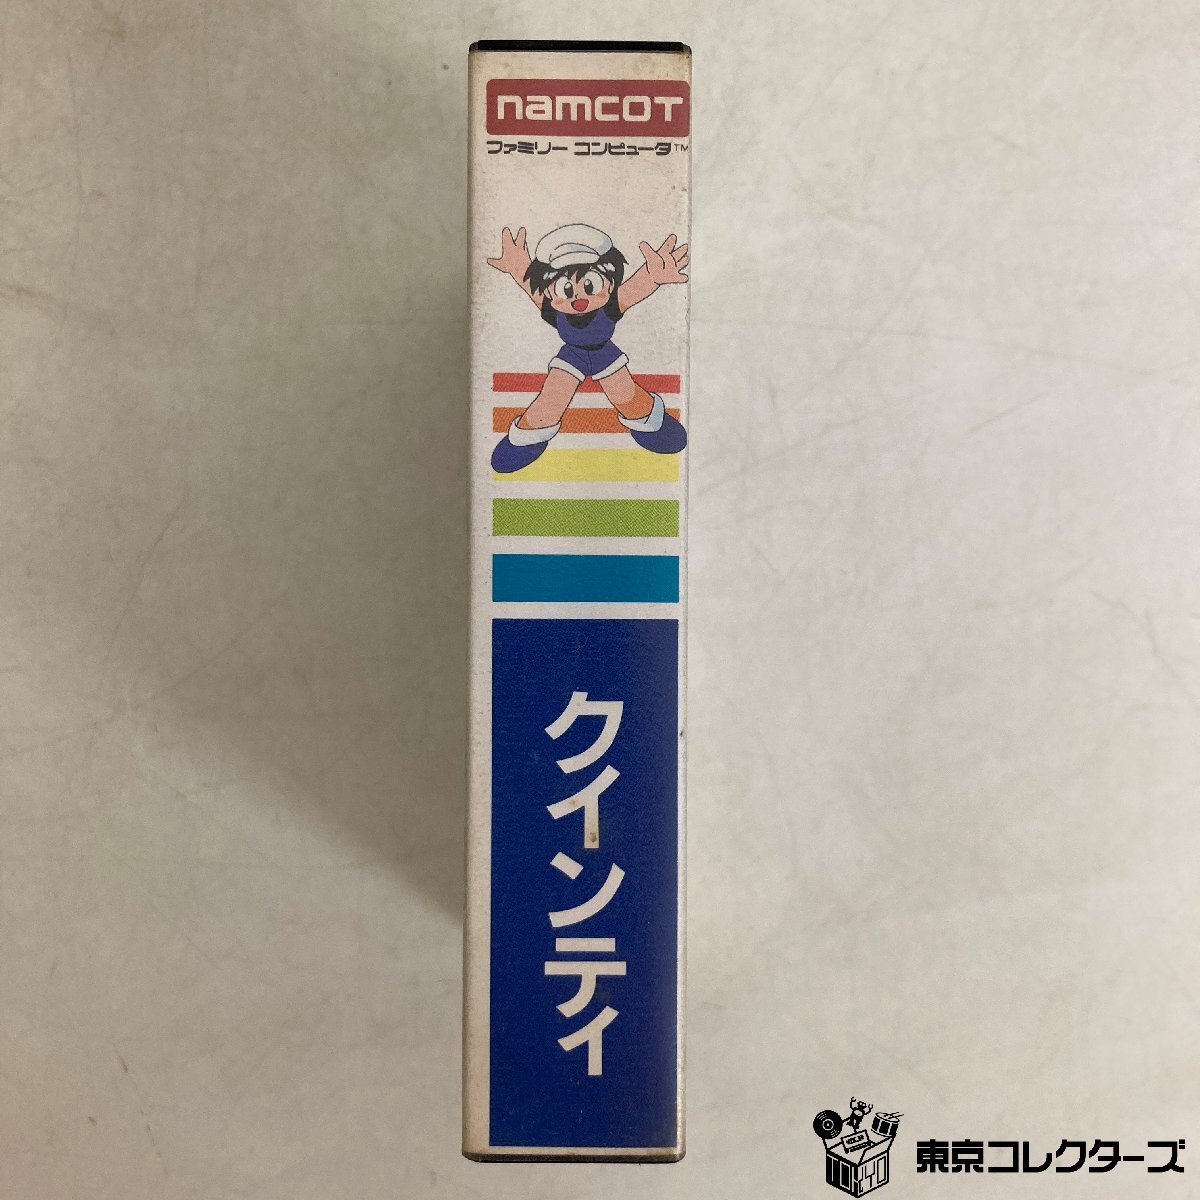 namcot
ファミリー コンピュータ™
クインティ
東京コレクターズ